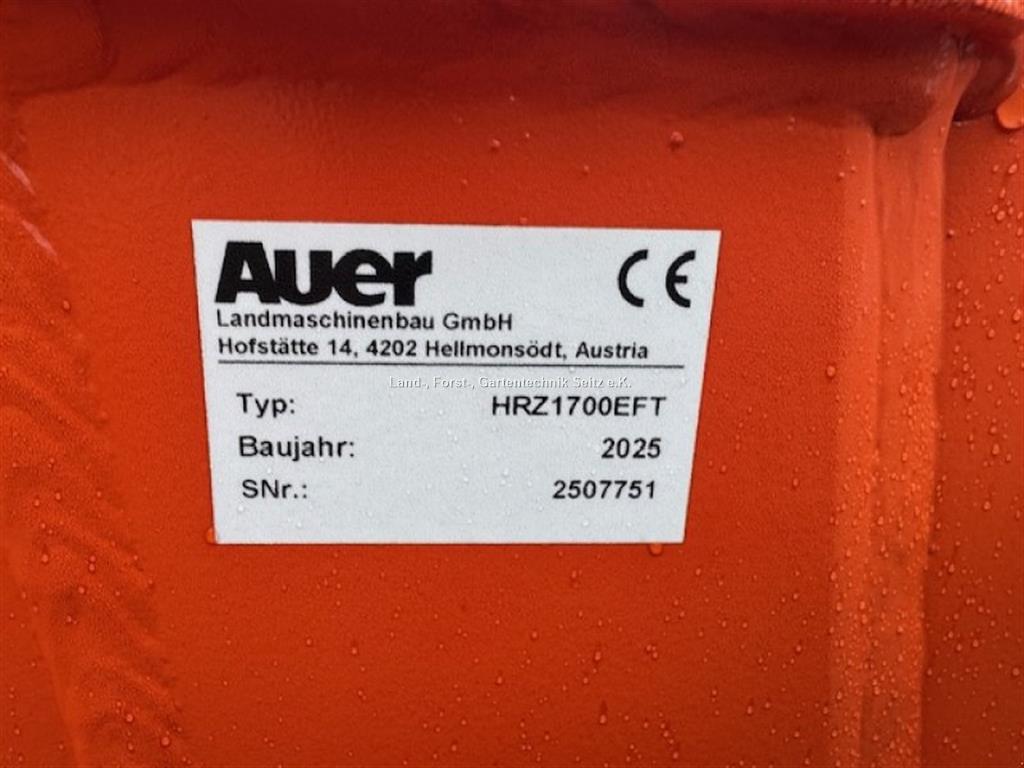 Auer CE
Landmaschinenbau GmbH
Hofstätte 14, 4202 Hellmonsödt, Austria
Land-, Forst-, Gartentechnik Seitz e.K.
Typ: HRZ1700EFT
Baujahr: 2025
SNr.: 2507751